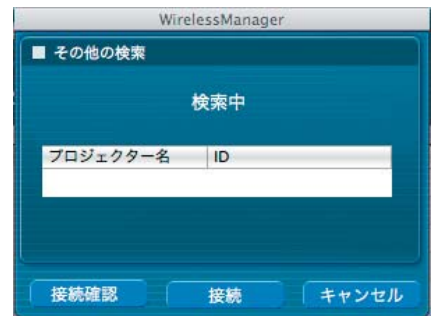 WirelessManager
その他の検索
検索中
プロジェクター名 ID
接続確認 接続 キャンセル